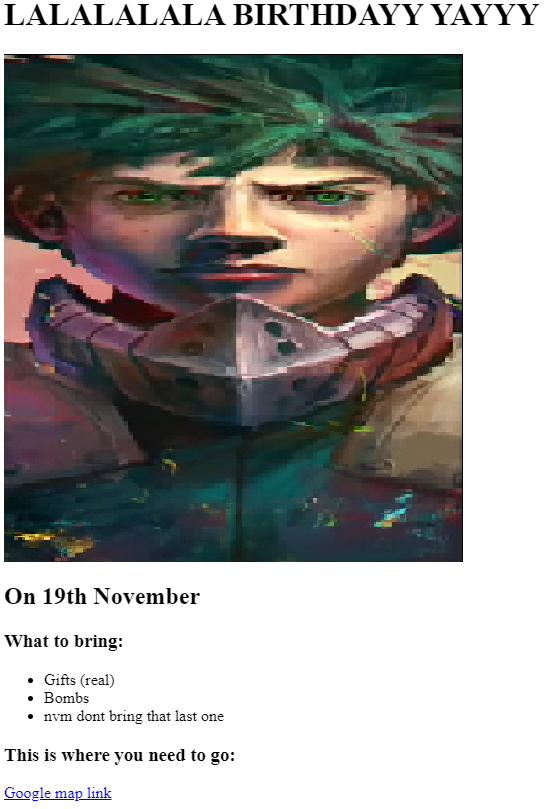 LALALALALA BIRTHDAYY YAYYY
On 19th November
What to bring:
Gifts (real)
Bombs
nvm dont bring that last one
This is where you need to go:
Google map link